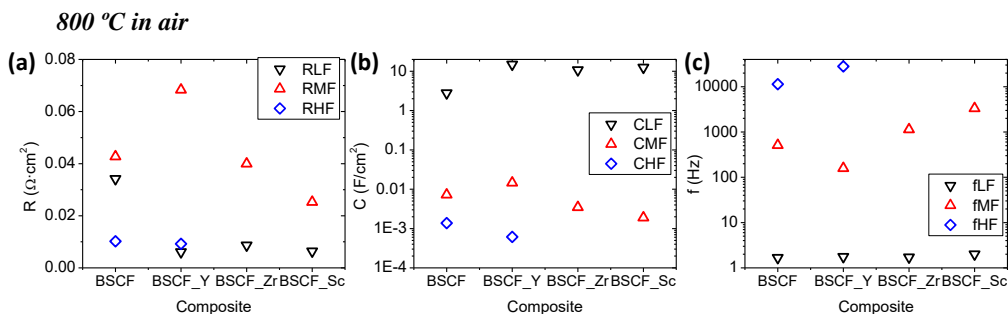 800 ºC in air
(a)
0.08
0.06
0.04
0.02
0.00
R (Ω·cm²)
RLF
RMF
RHF
BSCF BSCF_Y BSCF_Zr BSCF_Sc
Composite
(b)
10
1
0.1
0.01
1E-3
1E-4
C (F/cm²)
CLF
CMF
CHF
BSCF BSCF_Y BSCF_Zr BSCF_Sc
Composite
(c)
10000
1000
100
10
1
f (Hz)
fLF
fMF
fHF
BSCF BSCF_Y BSCF_Zr BSCF_Sc
Composite